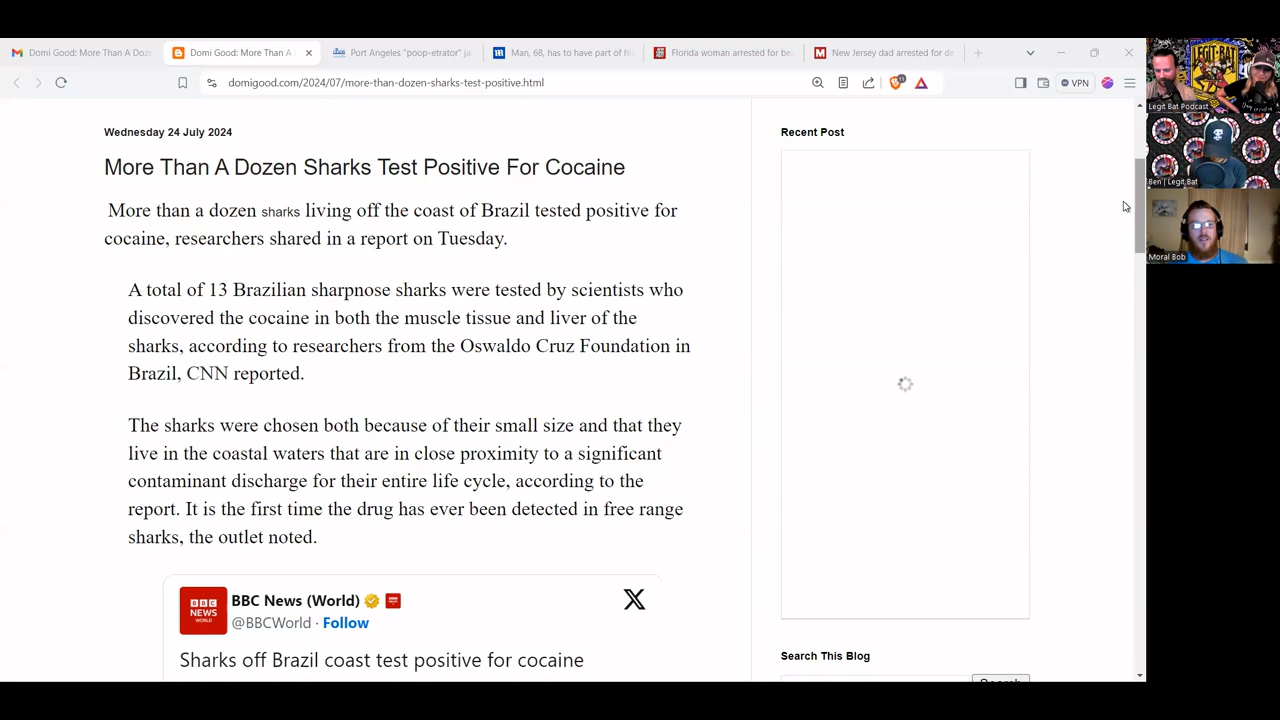 Domi Good: More Than A Doze
Domi Good: More Than A
Port Angeles "poop-etrator" ja
Man, 68, has to have part of hi
Florida woman arrested for be
New Jersey dad arrested for de
domigood.com/2024/07/more-than-dozen-sharks-test-positive.html
VPN
Wednesday 24 July 2024
Recent Post
More Than A Dozen Sharks Test Positive For Cocaine
More than a dozen sharks living off the coast of Brazil tested positive for
cocaine, researchers shared in a report on Tuesday.
A total of 13 Brazilian sharpnose sharks were tested by scientists who
discovered the cocaine in both the muscle tissue and liver of the
sharks, according to researchers from the Oswaldo Cruz Foundation in
Brazil, CNN reported.
The sharks were chosen both because of their small size and that they
live in the coastal waters that are in close proximity to a significant
contaminant discharge for their entire life cycle, according to the
report. It is the first time the drug has ever been detected in free range
sharks, the outlet noted.
BBC NEWS WORLD
BBC News (World)
@BBCWorld · Follow
Sharks off Brazil coast test positive for cocaine
Search This Blog
Search
LEGIT BAT
Legit Bat Podcast
Ben | Legit Bat
Moral Bob